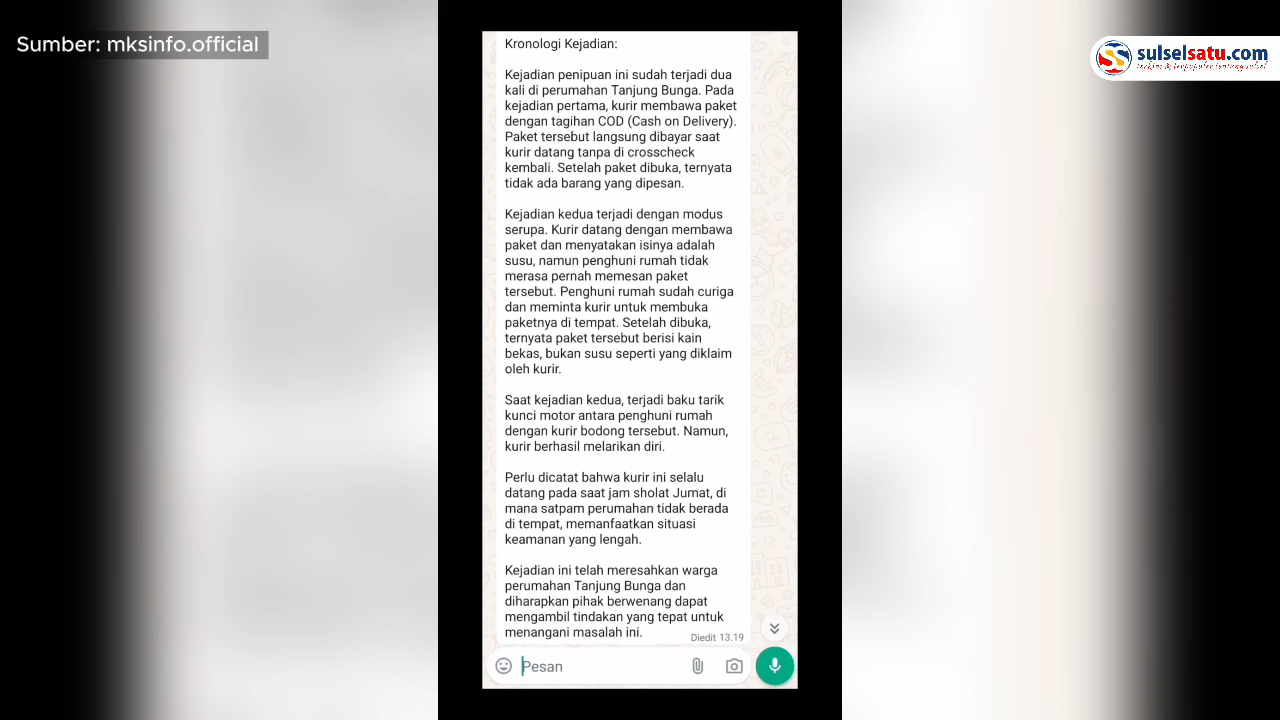 Sumber: mksinfo.official
sulselsatu.com
terkini & terpopuler tentang sulsel
Kronologi Kejadian:
Kejadian penipuan ini sudah terjadi dua
kali di perumahan Tanjung Bunga. Pada
kejadian pertama, kurir membawa paket
dengan tagihan COD (Cash on Delivery).
Paket tersebut langsung dibayar saat
kurir datang tanpa di crosscheck
kembali. Setelah paket dibuka, ternyata
tidak ada barang yang dipesan.
Kejadian kedua terjadi dengan modus
serupa. Kurir datang dengan membawa
paket dan menyatakan isinya adalah
susu, namun penghuni rumah tidak
merasa pernah memesan paket
tersebut. Penghuni rumah sudah curiga
dan meminta kurir untuk membuka
paketnya di tempat. Setelah dibuka,
ternyata paket tersebut berisi kain
bekas, bukan susu seperti yang diklaim
oleh kurir.
Saat kejadian kedua, terjadi baku tarik
kunci motor antara penghuni rumah
dengan kurir bodong tersebut. Namun,
kurir berhasil melarikan diri.
Perlu dicatat bahwa kurir ini selalu
datang pada saat jam sholat Jumat, di
mana satpam perumahan tidak berada
di tempat, memanfaatkan situasi
keamanan yang lengah.
Kejadian ini telah meresahkan warga
perumahan Tanjung Bunga dan
diharapkan pihak berwenang dapat
mengambil tindakan yang tepat untuk
menangani masalah ini.
Diedit 13.19
Pesan